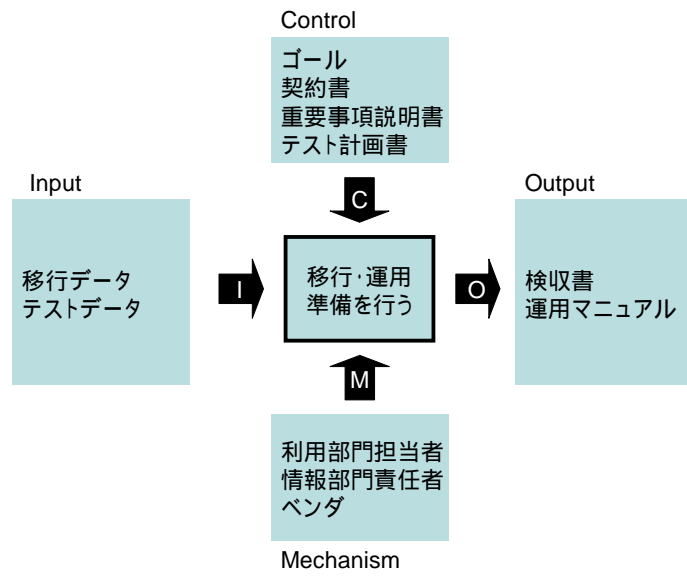 Control
ゴール
契約書
重要事項説明書
テスト計画書
C
Input
移行データ
テストデータ
I
移行・運用
準備を行う
O
Output
検収書
運用マニュアル
M
利用部門担当者
情報部門責任者
ベンダ
Mechanism